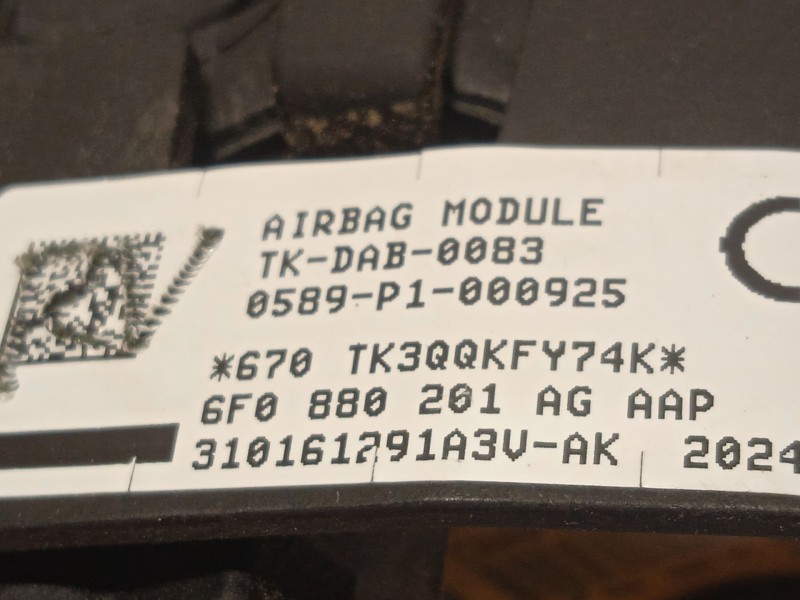 AIRBAG MODULE
TK-DAB-0083
0589-P1-000925
*670 TK3QQKFY74K*
6F0 880 201 AG AAP
310161291A3V-AK 2024